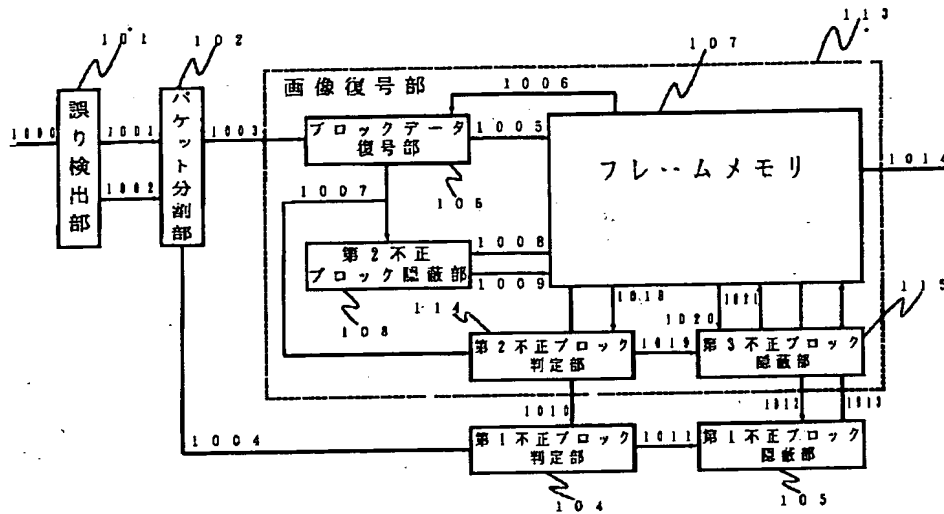 101
102
107
113
画像復号部
1006
誤り検出部
パケット分割部
1000
1001
1002
1003
ブロックデータ
復号部
1005
フレームメモリ
1014
1007
106
第2不正
ブロック隠蔽部
1008
1009
114
108
1018
1020
1021
115
第2不正ブロック
判定部
1019
第3不正ブロック
隠蔽部
1010
1012
1013
1004
第1不正ブロック
判定部
1011
第1不正ブロック
隠蔽部
104
105